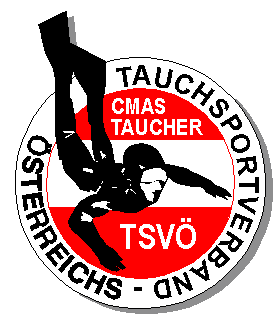 TAUCHSPORTVERBAND - ÖSTERREICHS
CMAS
TAUCHER
TSVÖ